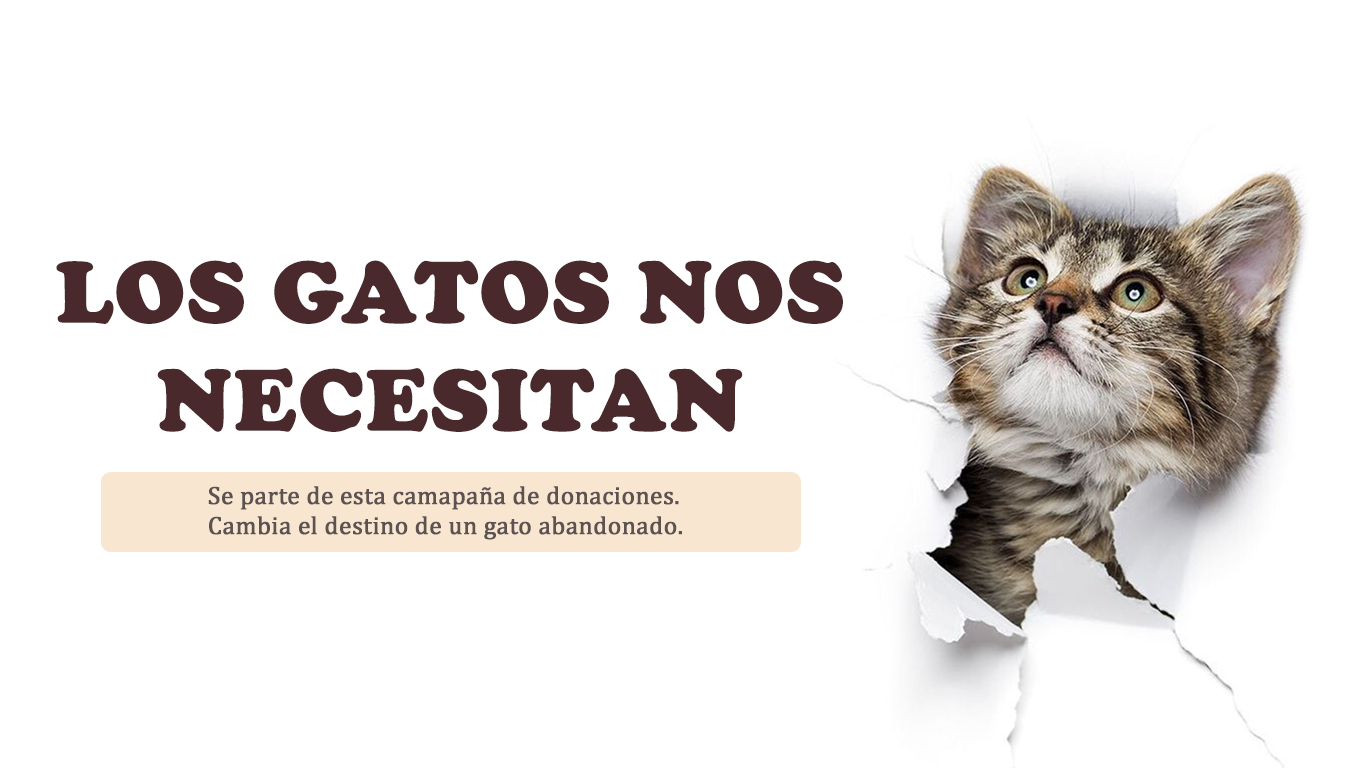 LOS GATOS NOS
NECESITAN
Se parte de esta camapaña de donaciones.
Cambia el destino de un gato abandonado.